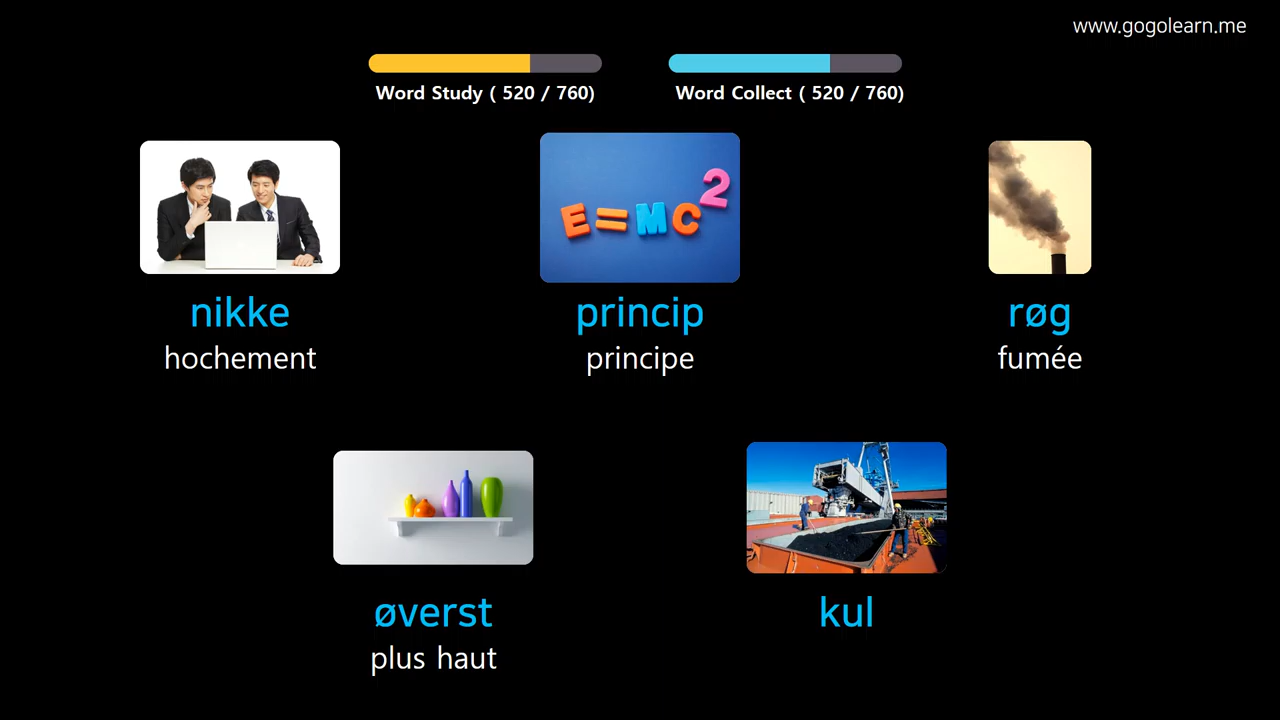 www.gogolearn.me
Word Study ( 520 / 760)
Word Collect ( 520 / 760)
E=MC2
nikke
hochement
princip
principe
røg
fumée
øverst
plus haut
kul